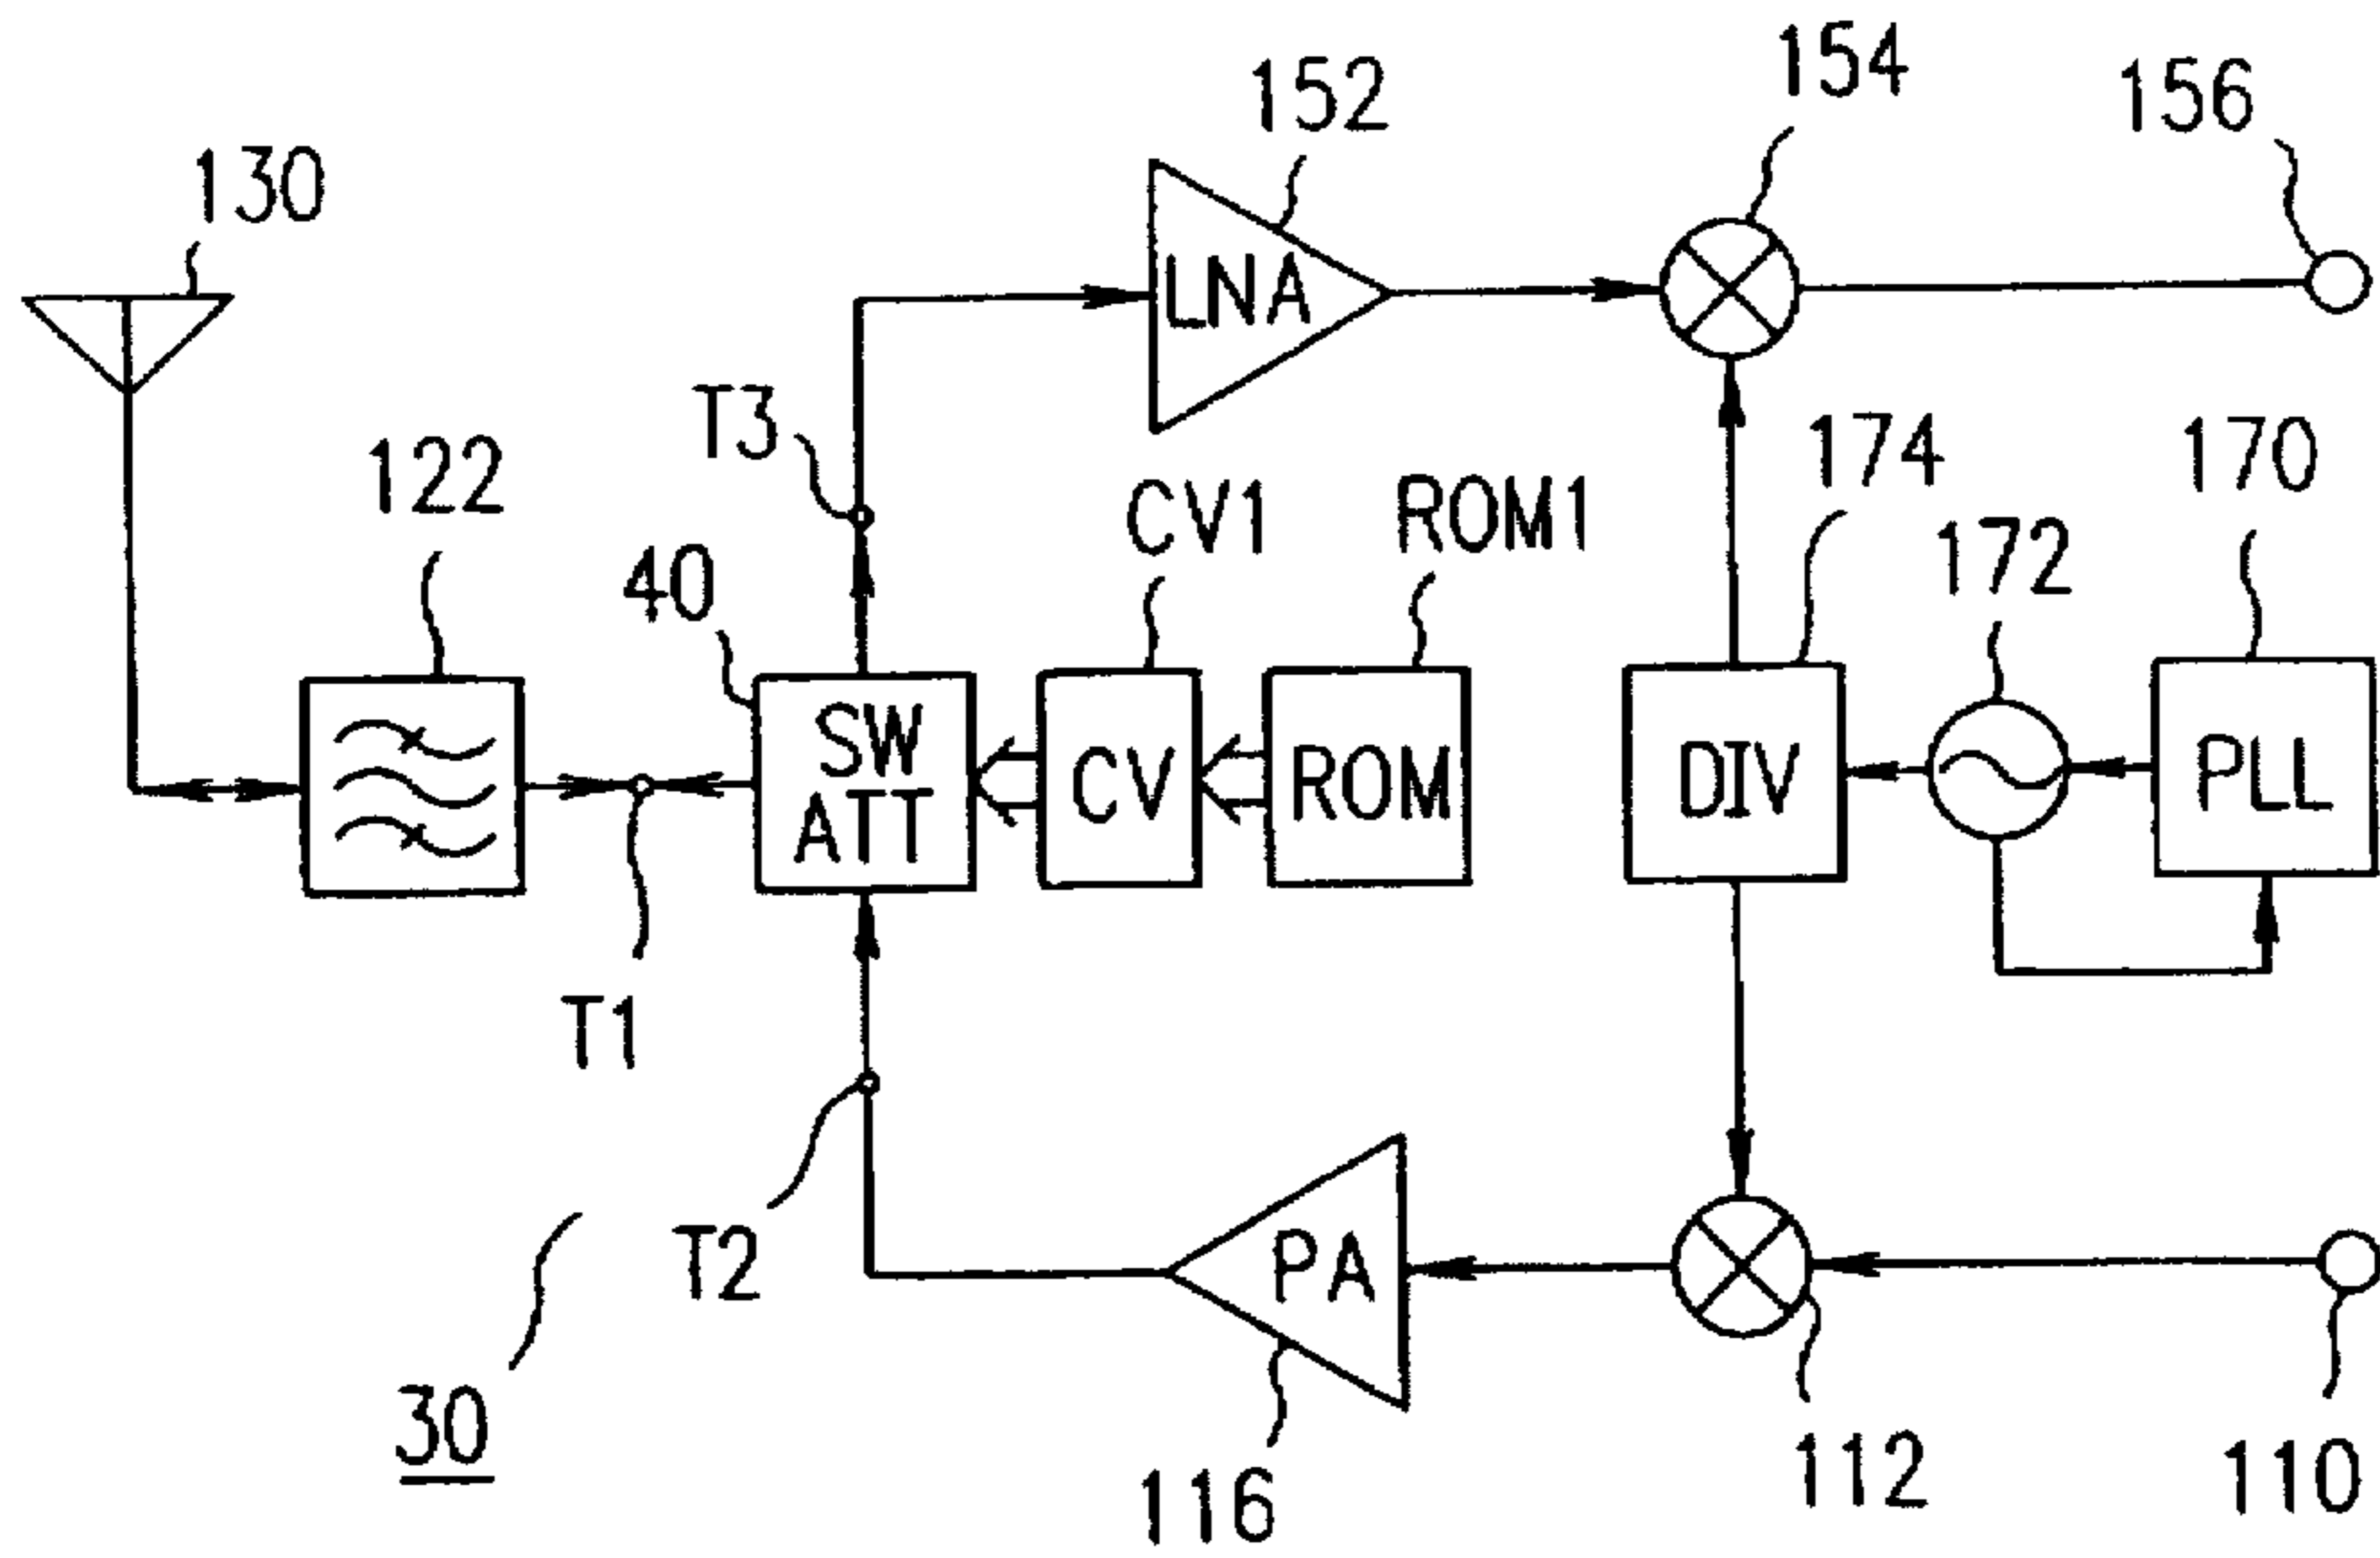 154
152
156
130
LNA
T3
174
170
122
CV1
ROM1
172
40
SW
ATT
CV
ROM
DIV
PLL
T1
T2
PA
30
116
112
110